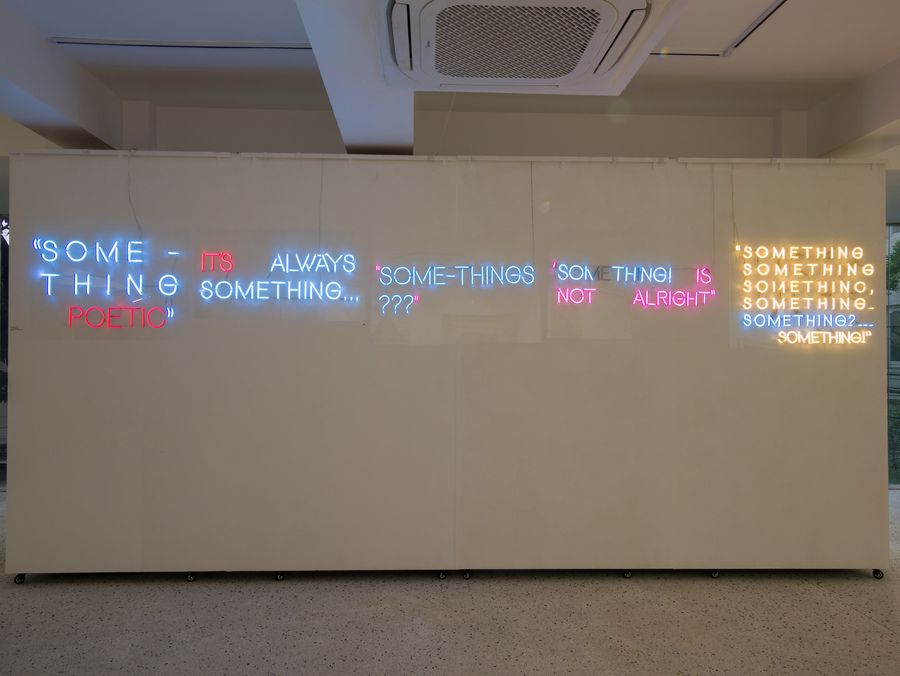 “SOME -
THING
POETIC”
IT'S ALWAYS
SOMETHING...
"SOME-THINGS
???"
'SOMETHING! IS
NOT ALRIGHT"
"SOMETHING
SOMETHING
SOMETHING,
SOMETHING.
SOMETHING?...
SOMETHING!”